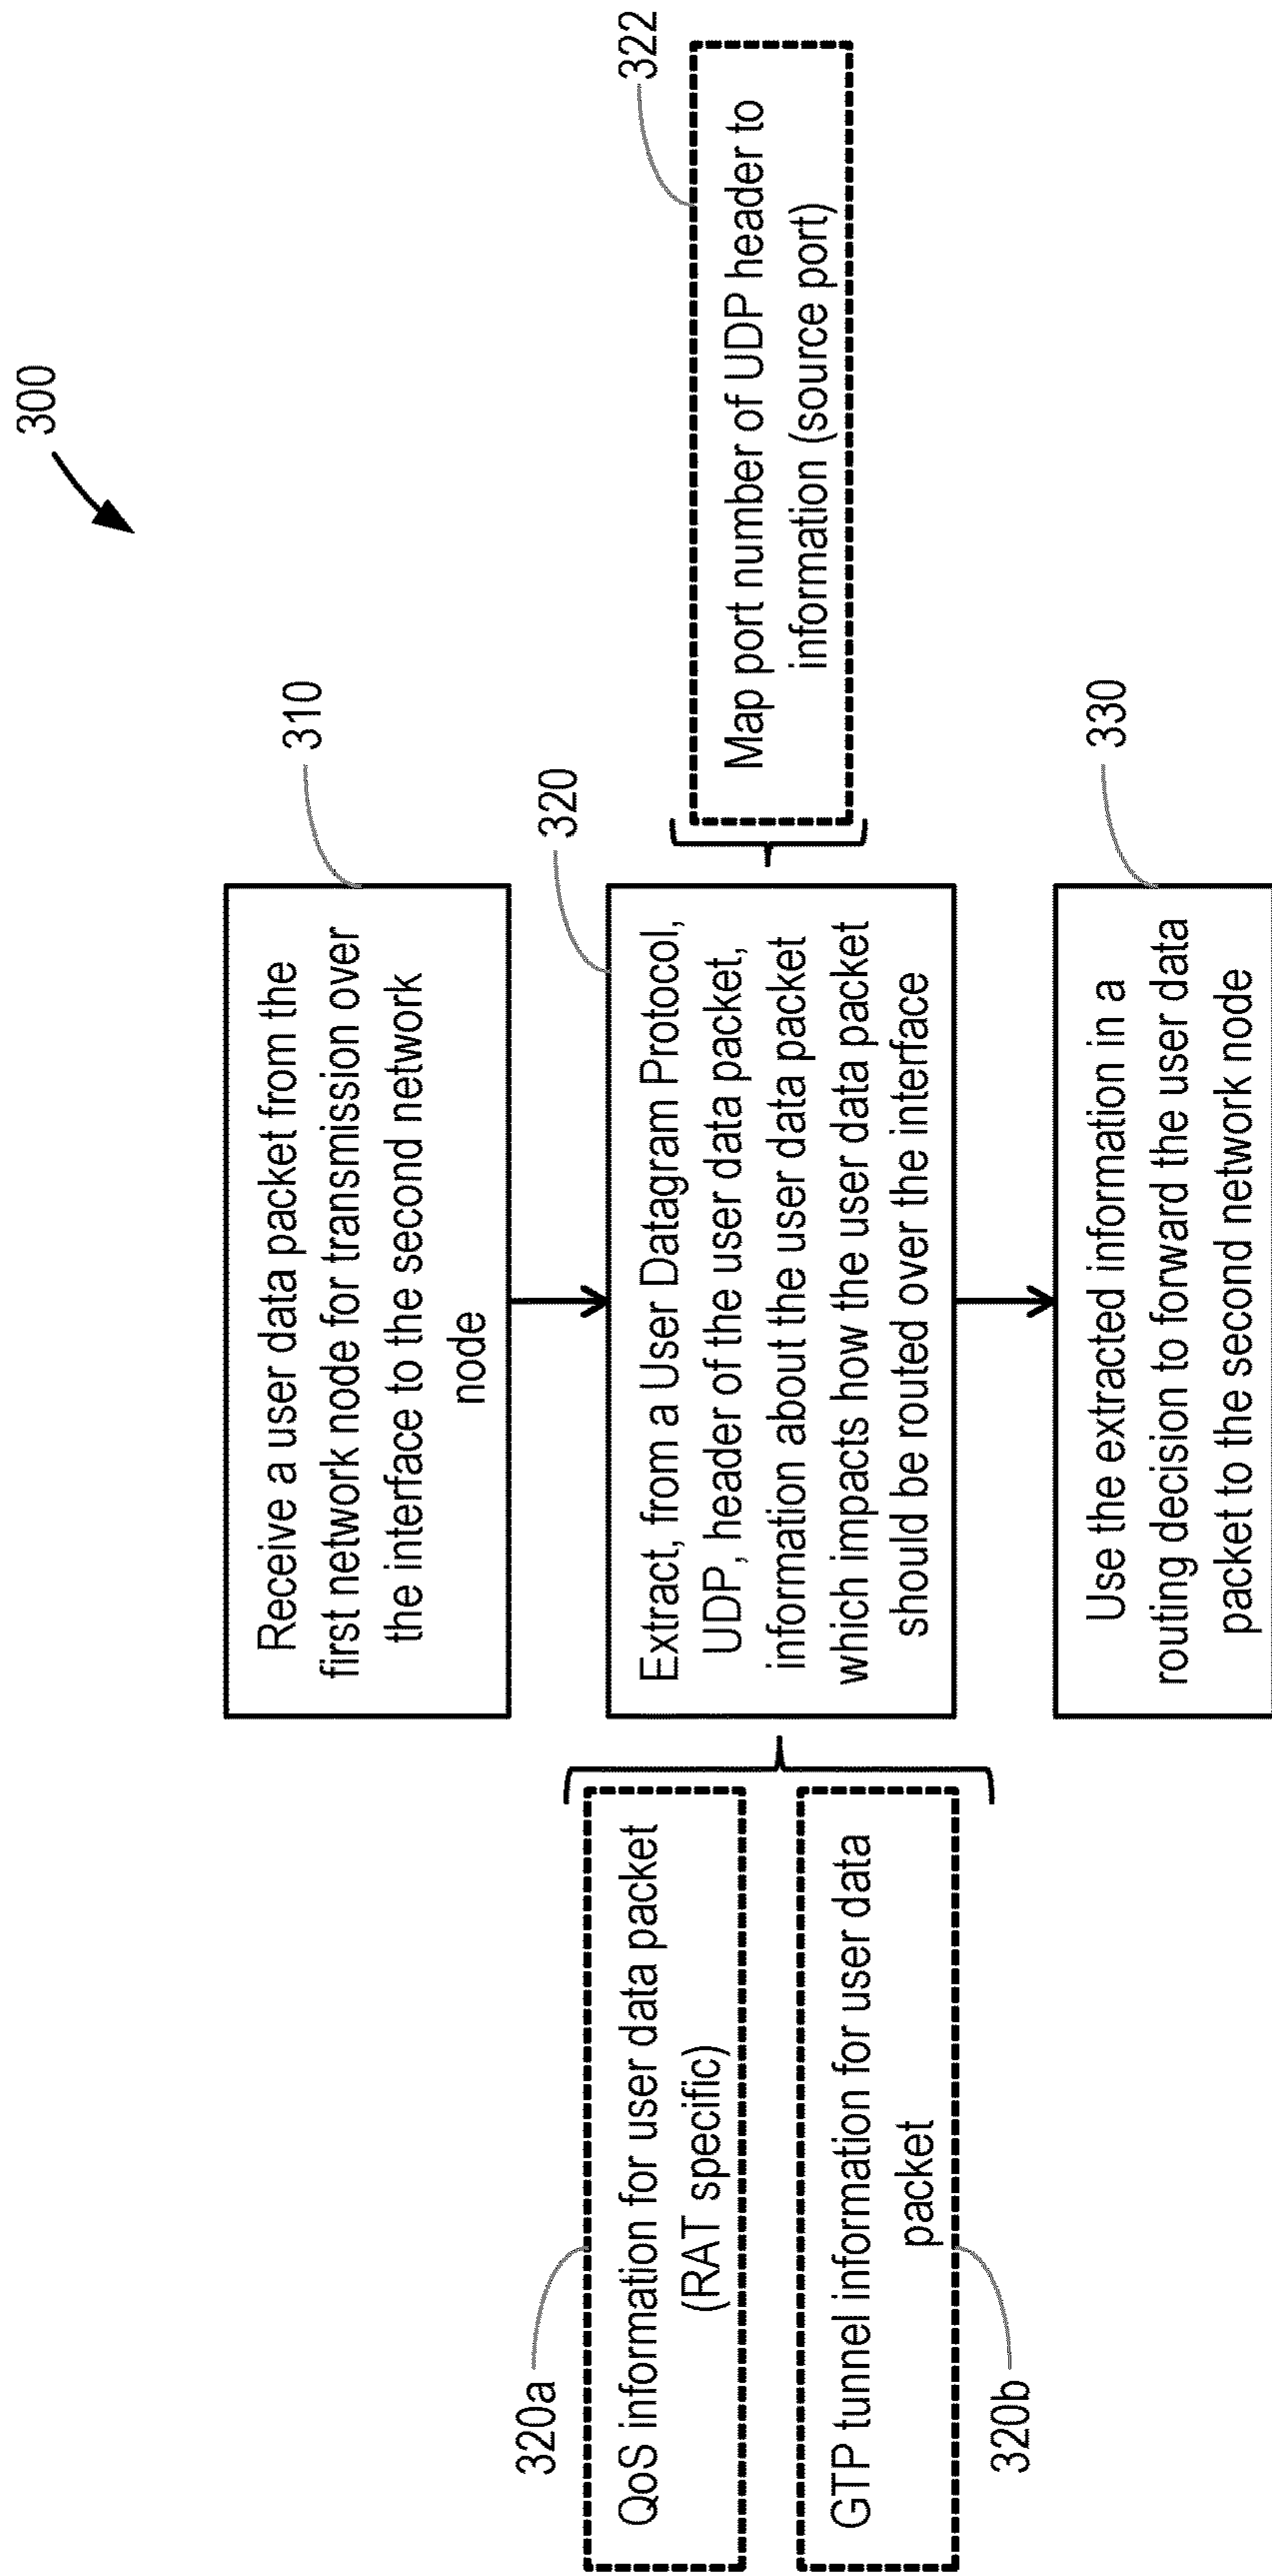 300
310
Receive a user data packet from the
first network node for transmission over
the interface to the second network
node
320
Extract, from a User Datagram Protocol,
UDP, header of the user data packet,
information about the user data packet
which impacts how the user data packet
should be routed over the interface
320a
QoS information for user data packet
(RAT specific)
GTP tunnel information for user data
packet
320b
322
Map port number of UDP header to
information (source port)
330
Use the extracted information in a
routing decision to forward the user data
packet to the second network node